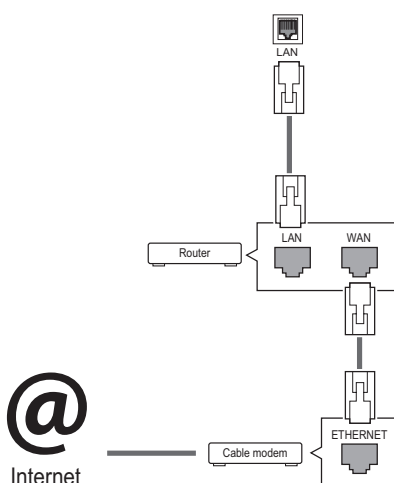 LAN
LAN WAN
Router
ETHERNET
Cable modem
@
Internet